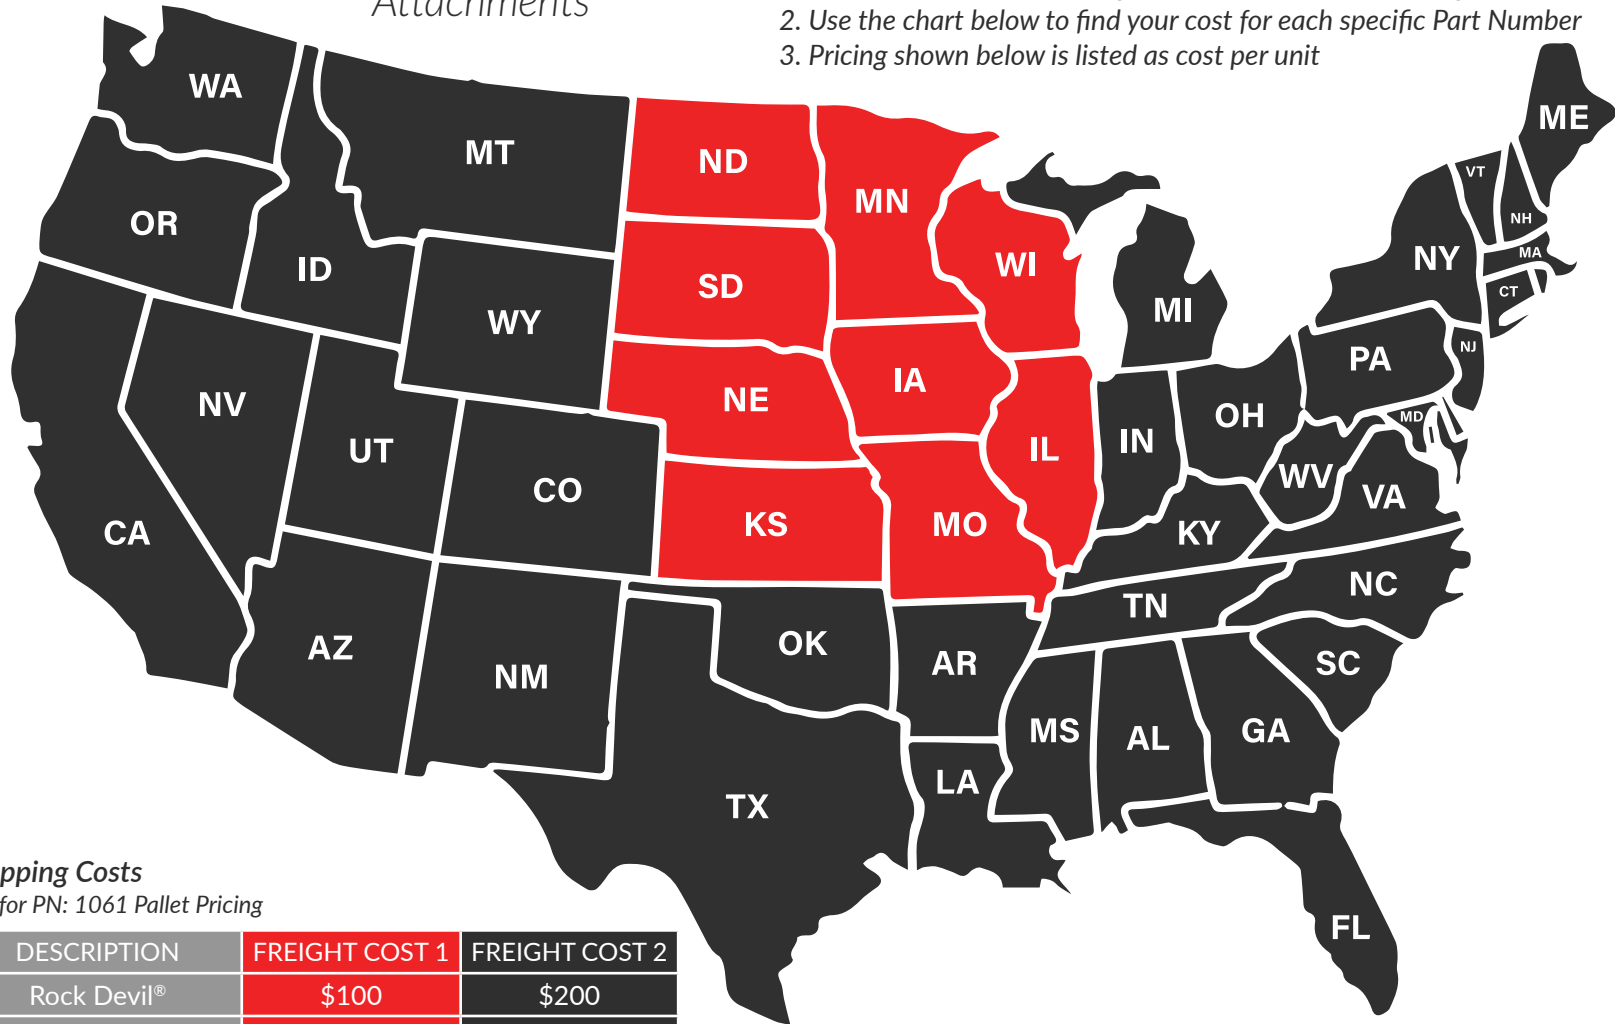 Attachments
2. Use the chart below to find your cost for each specific Part Number
3. Pricing shown below is listed as cost per unit
WA
ME
MT
ND
VT
MN
OR
NH
MA
NY
WI
ID
SD
CT
MI
WY
NJ
PA
IA
NE
NV
MD
OH
IN
UT
IL
WV
CO
VA
KS
MO
KY
CA
NC
TN
OK
AZ
AR
SC
NM
MS
GA
AL
LA
TX
FL
pping Costs
for PN: 1061 Pallet Pricing
DESCRIPTION FREIGHT COST 1 FREIGHT COST 2
Rock Devil® $100 $200